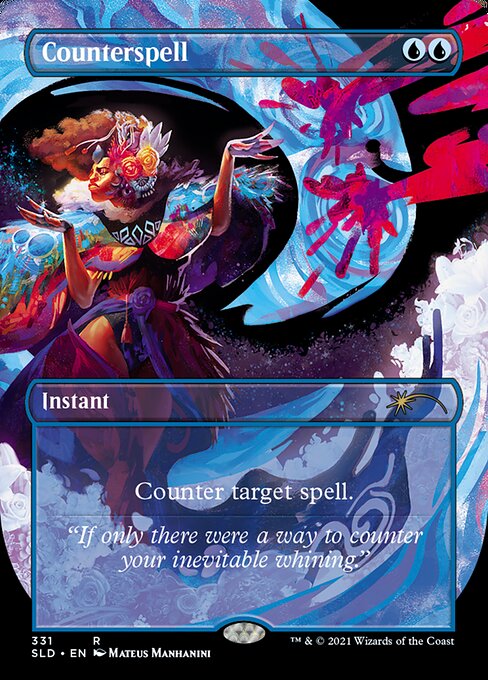 Counterspell
Instant
Counter target spell.
“If only there were a way to counter
your inevitable whining.”
331 R
SLD • EN Mateus Manhanini
™ & © 2021 Wizards of the Coast